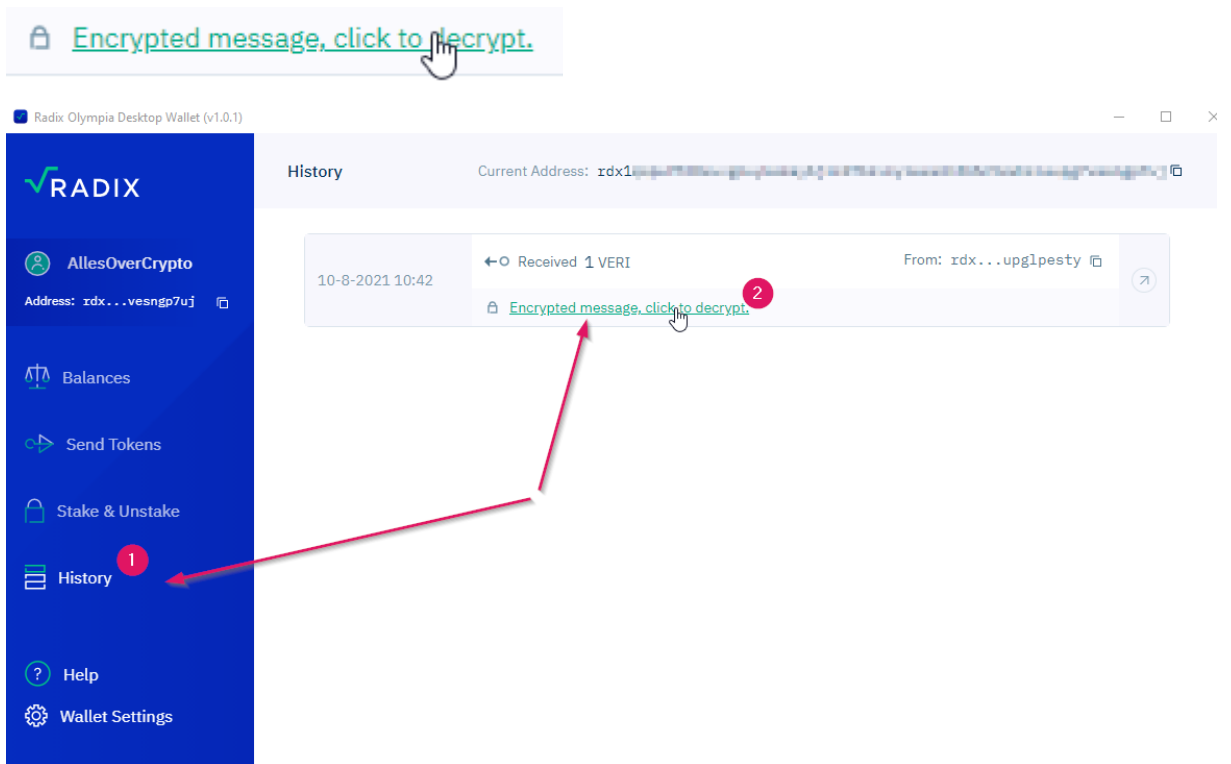 Encrypted message, click to decrypt.
Radix Olympia Desktop Wallet (v1.0.1)
RADIX
History
Current Address: rdx1
AllesOverCrypto
Address: rdx...vesngp7uj
10-8-2021 10:42
Received 1 VERI
From: rdx...upglpesty
Encrypted message, click to decrypt.
2
Balances
Send Tokens
Stake & Unstake
History
1
Help
Wallet Settings